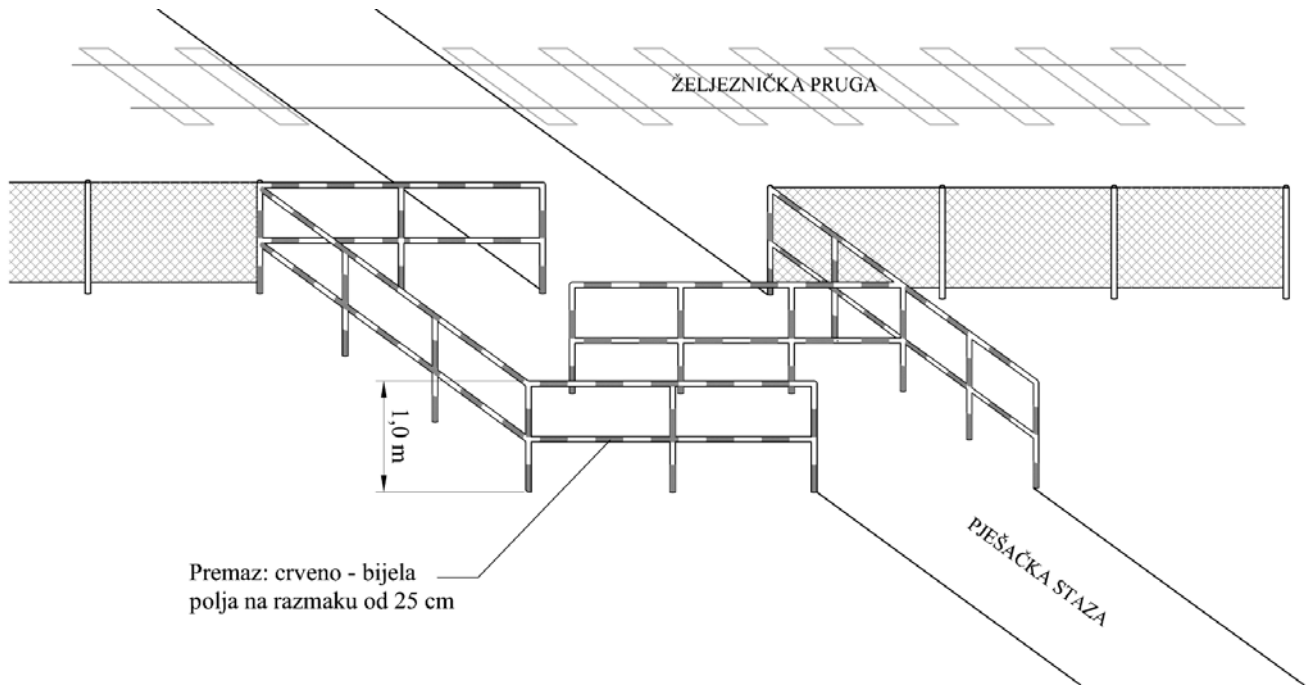 ŽELJEZNIČKA PRUGA
1,0 m
Premaz: crveno - bijela
polja na razmaku od 25 cm
PJEŠAČKA STAZA